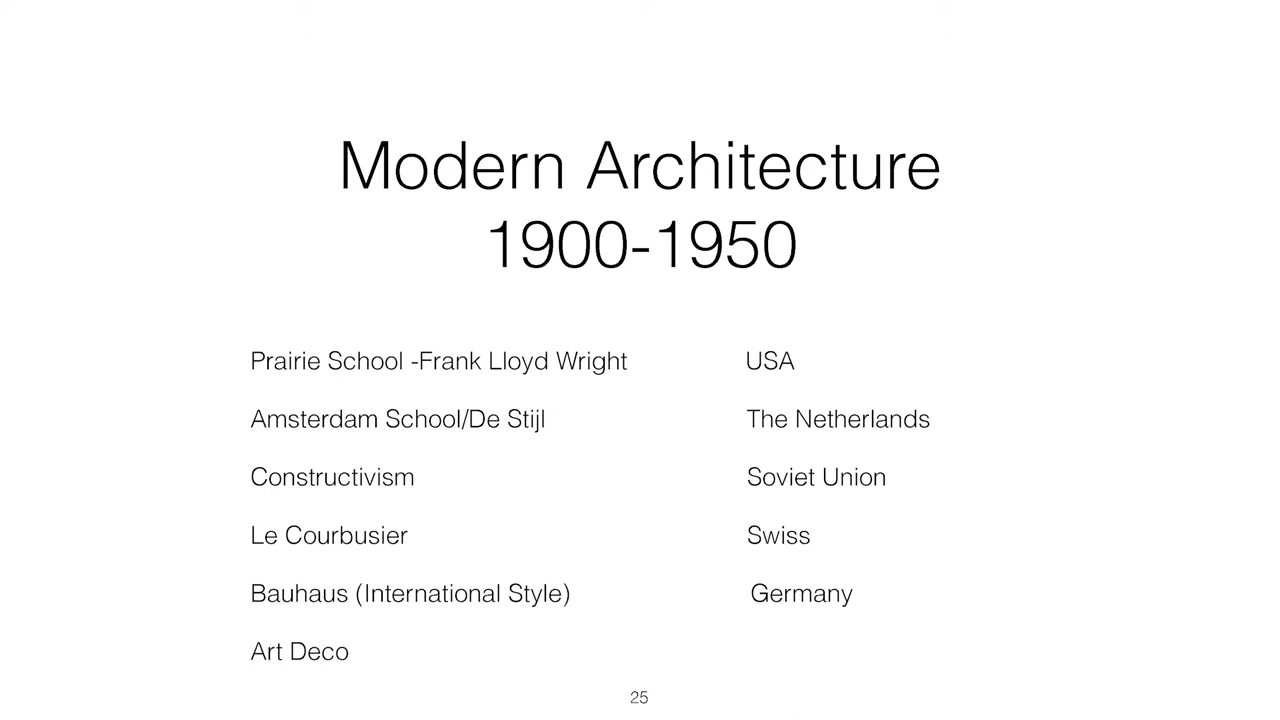 Modern Architecture
1900-1950
Prairie School -Frank Lloyd Wright USA
Amsterdam School/De Stijl The Netherlands
Constructivism Soviet Union
Le Courbusier Swiss
Bauhaus (International Style) Germany
Art Deco
25